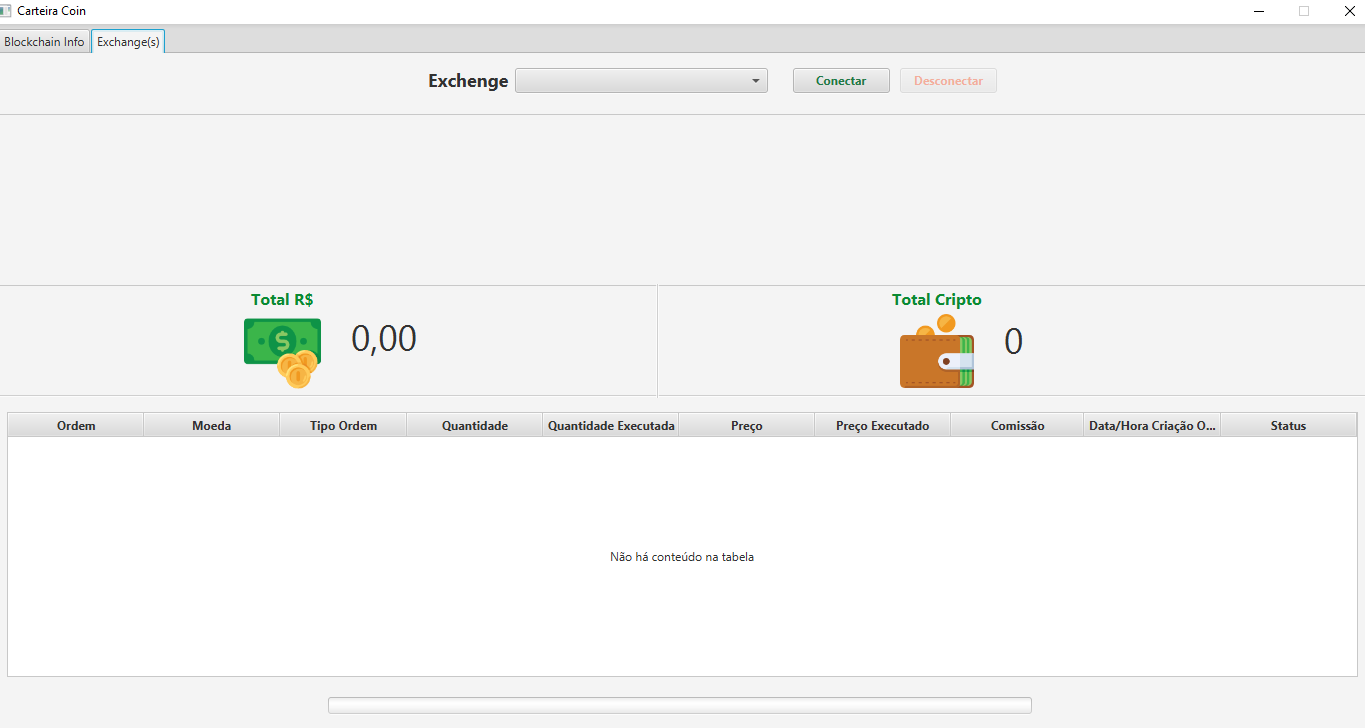 Carteira Coin
Blockchain Info Exchange(s)
Exchenge Conectar Desconectar
Total R$ Total Cripto
$
0,00 0
Ordem Moeda Tipo Ordem Quantidade Quantidade Executada Preço Preço Executado Comissão Data/Hora Criação O... Status
Não há conteúdo na tabela